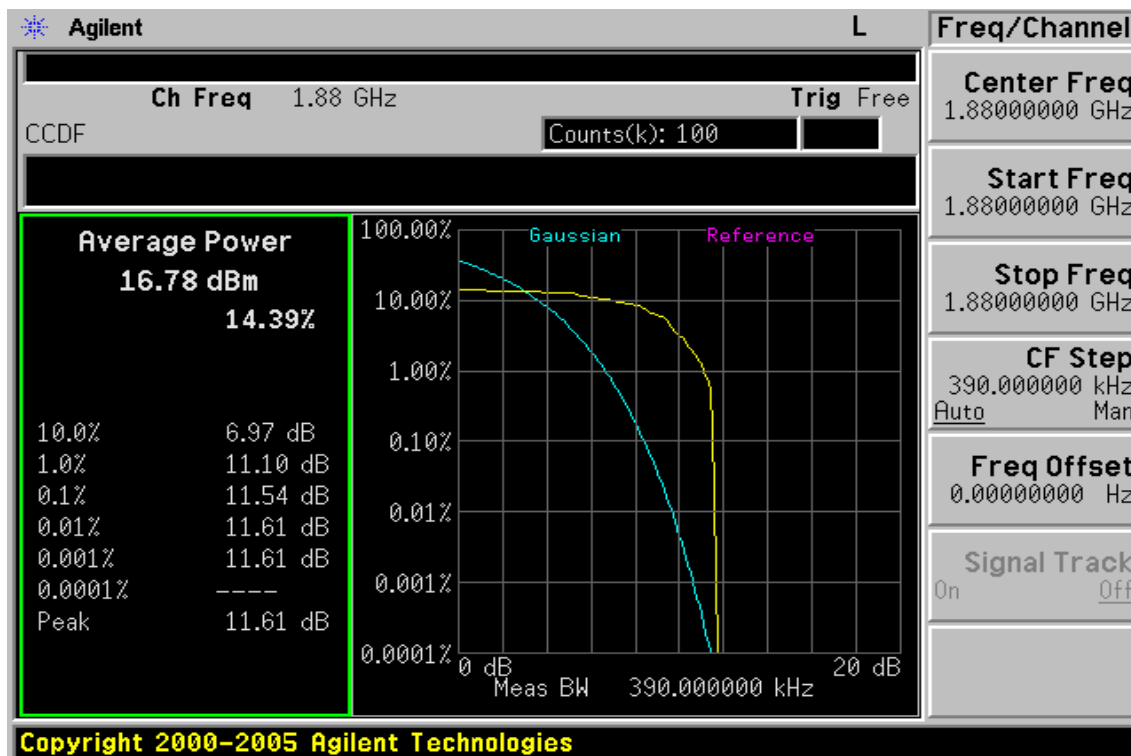 Agilent
L
Freq/Channel
Ch Freq 1.88 GHz
Trig Free
CCDF
Counts(k): 100
Center Freq
1.88000000 GHz
Start Freq
1.88000000 GHz
Stop Freq
1.88000000 GHz
CF Step
390.000000 kHz
Auto Man
Freq Offset
0.00000000 Hz
Signal Track
On Off
Average Power
16.78 dBm
14.39%
10.0% 6.97 dB
1.0% 11.10 dB
0.1% 11.54 dB
0.01% 11.61 dB
0.001% 11.61 dB
0.0001% ----
Peak 11.61 dB
Gaussian Reference
100.00%
10.00%
1.00%
0.10%
0.01%
0.001%
0.0001%
0 dB 20 dB
Meas BW 390.000000 kHz
Copyright 2000-2005 Agilent Technologies